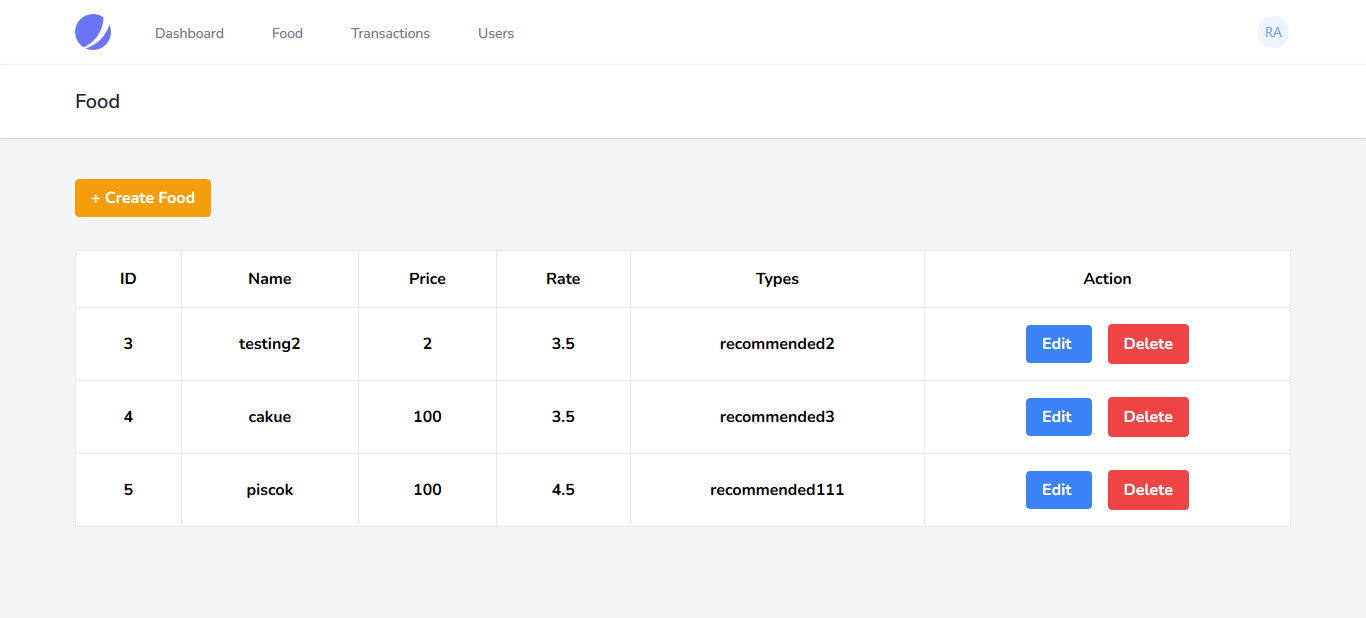 Dashboard Food Transactions Users RA
Food
+ Create Food
ID Name Price Rate Types Action
3 testing2 2 3.5 recommended2 Edit Delete
4 cakue 100 3.5 recommended3 Edit Delete
5 piscok 100 4.5 recommended111 Edit Delete